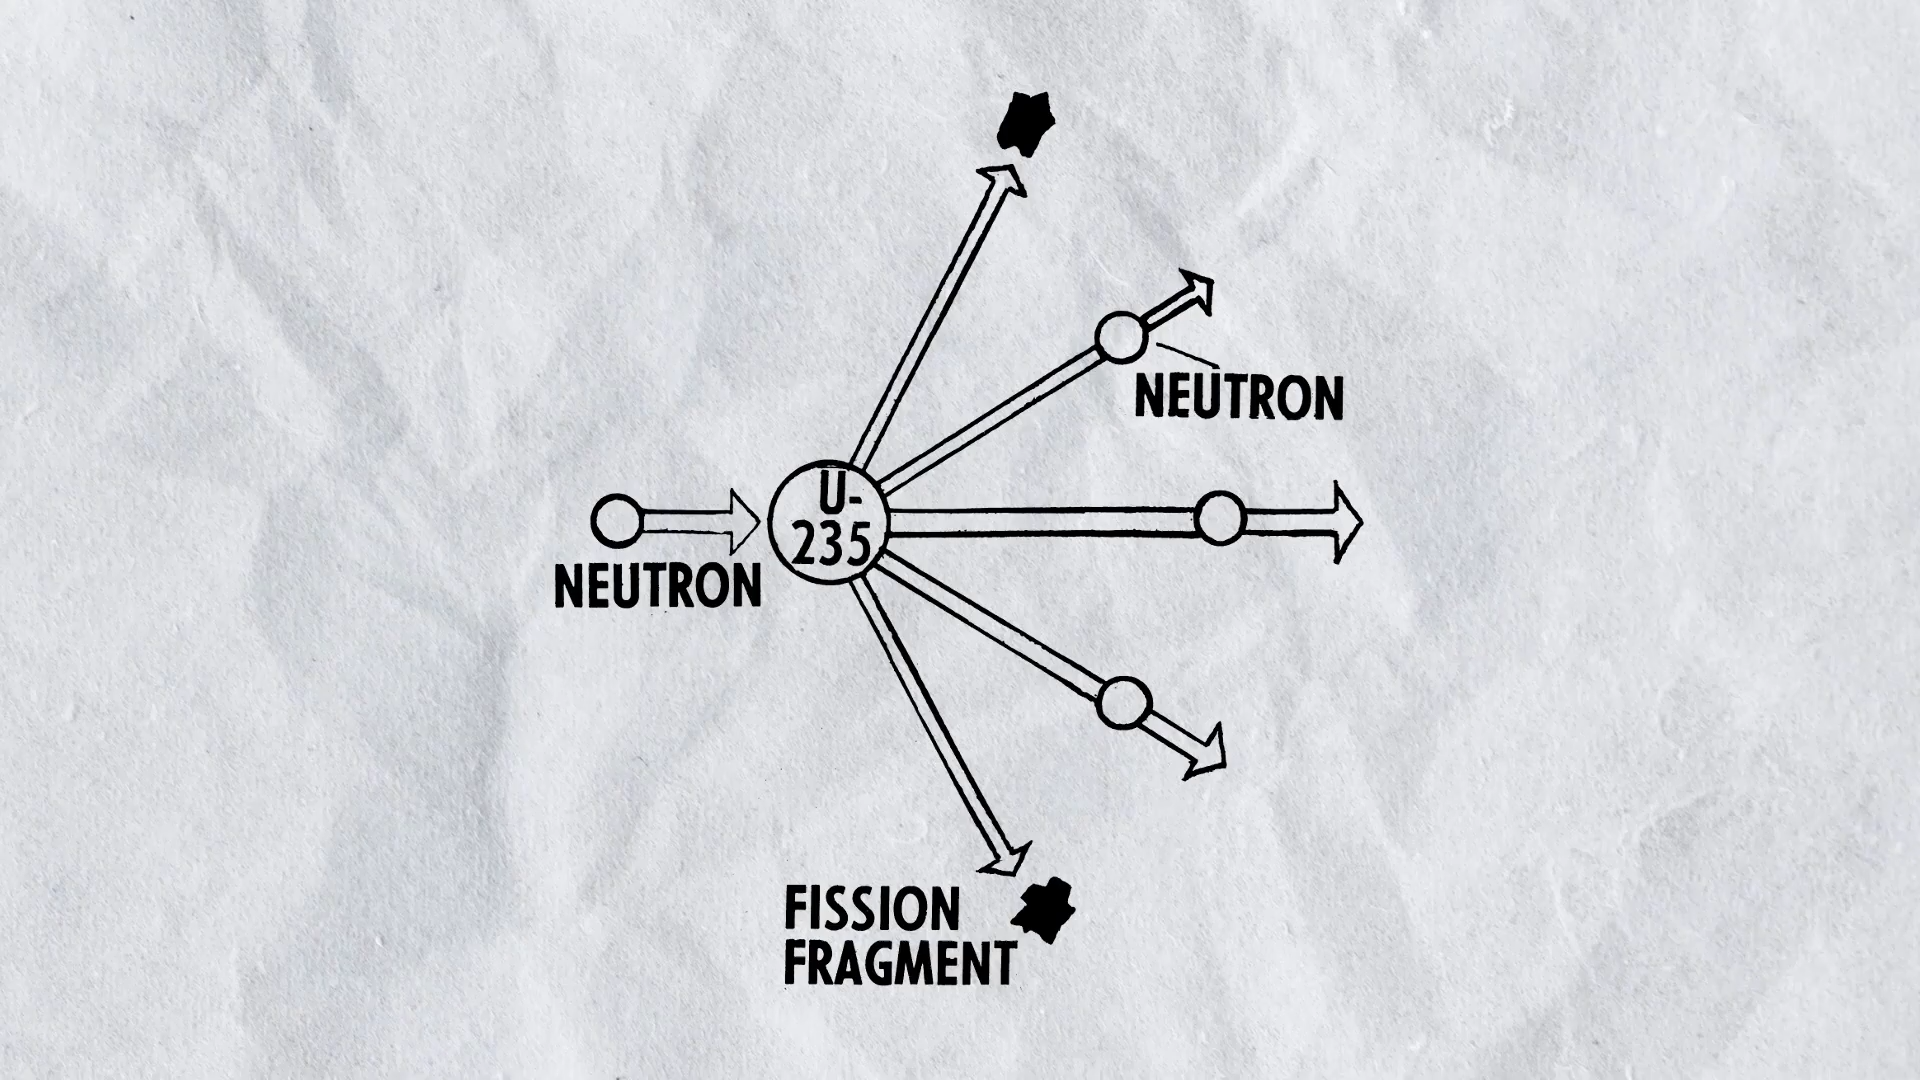 NEUTRON
U-
235
NEUTRON
FISSION
FRAGMENT